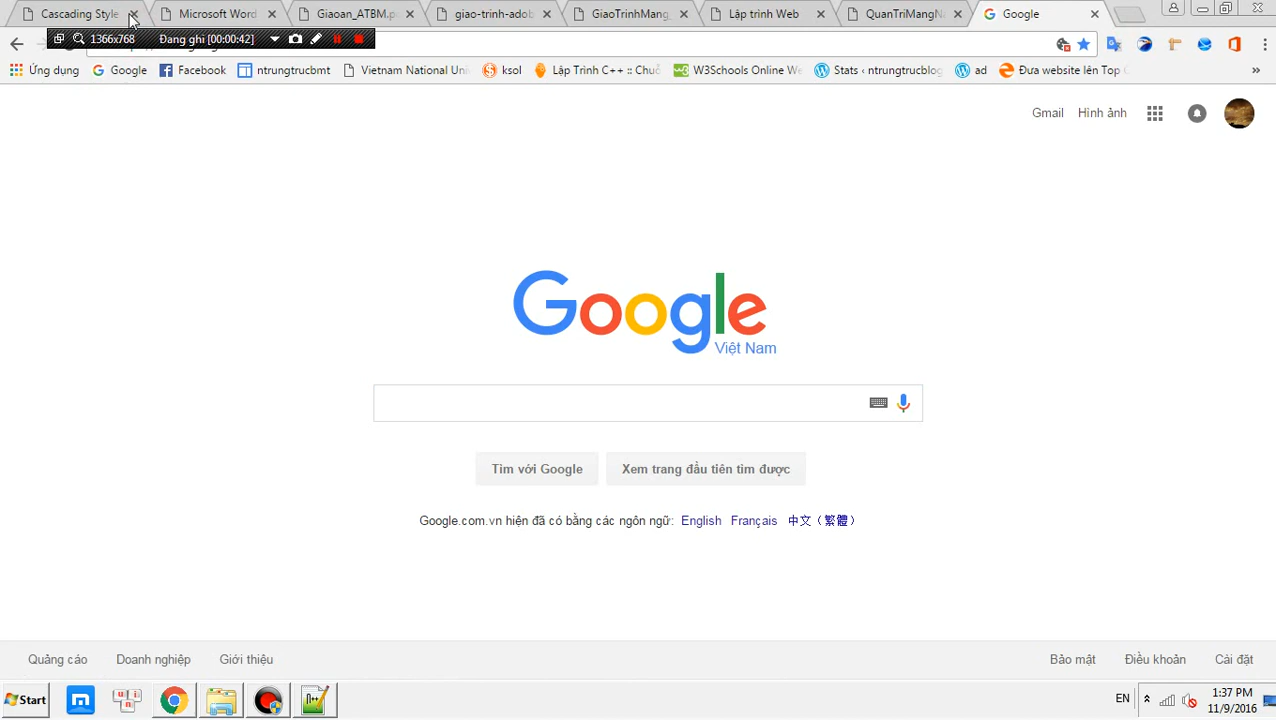 Cascading Style
Microsoft Word
Giaoan_ATBM.pd
giao-trinh-adob
GiaoTrinhMang
Lập trình Web
QuanTriMangN
Google
1366x768
Đang ghi [00:00:42]
Ứng dụng
Google
Facebook
ntrungtrucbmt
Vietnam National Uni
ksol
Lập Trình C++ :: Chuỗ
W3Schools Online We
Stats ‹ ntrungtrucblog
ad
Đưa website lên Top
»
Gmail
Hình ảnh
Google
Việt Nam
Tìm với Google
Xem trang đầu tiên tìm được
Google.com.vn hiện đã có bằng các ngôn ngữ: English Français 中文（繁體）
Quảng cáo
Doanh nghiệp
Giới thiệu
Bảo mật
Điều khoản
Cài đặt
Start
EN
1:37 PM
11/9/2016